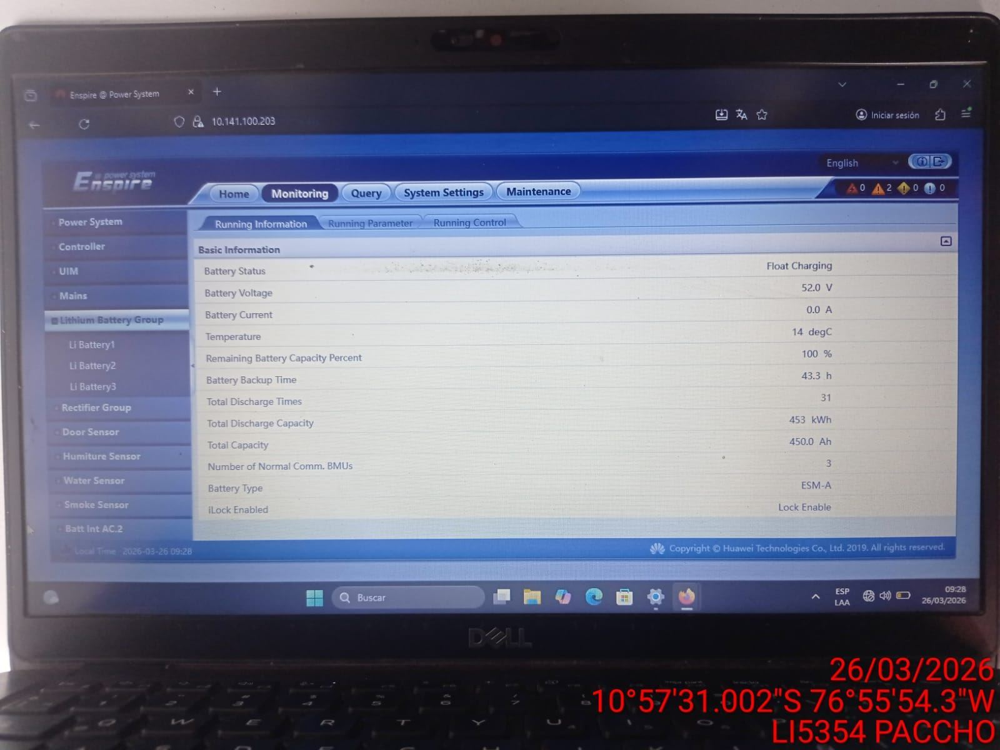 Enspire @ Power System
10.141.100.203
Iniciar sesión
Enspire @ power system
English
Home Monitoring Query System Settings Maintenance
0 2 0 0
Power System
Controller
UIM
Mains
Lithium Battery Group
Li Battery1
Li Battery2
Li Battery3
Rectifier Group
Door Sensor
Humiture Sensor
Water Sensor
Smoke Sensor
Batt Int AC.2
Running Information Running Parameter Running Control
Basic Information
Battery Status Float Charging
Battery Voltage 52.0 V
Battery Current 0.0 A
Temperature 14 degC
Remaining Battery Capacity Percent 100 %
Battery Backup Time 43.3 h
Total Discharge Times 31
Total Discharge Capacity 453 kWh
Total Capacity 450.0 Ah
Number of Normal Comm. BMUs 3
Battery Type ESM-A
iLock Enabled Lock Enable
Local Time 2026-03-26 09:28
Copyright © Huawei Technologies Co., Ltd. 2019. All rights reserved.
Buscar
ESP
LAA
09:28
26/03/2026
DELL
Q W E R T Y U
26/03/2026
10°57'31.002"S 76°55'54.3"W
LI5354 PACCHO